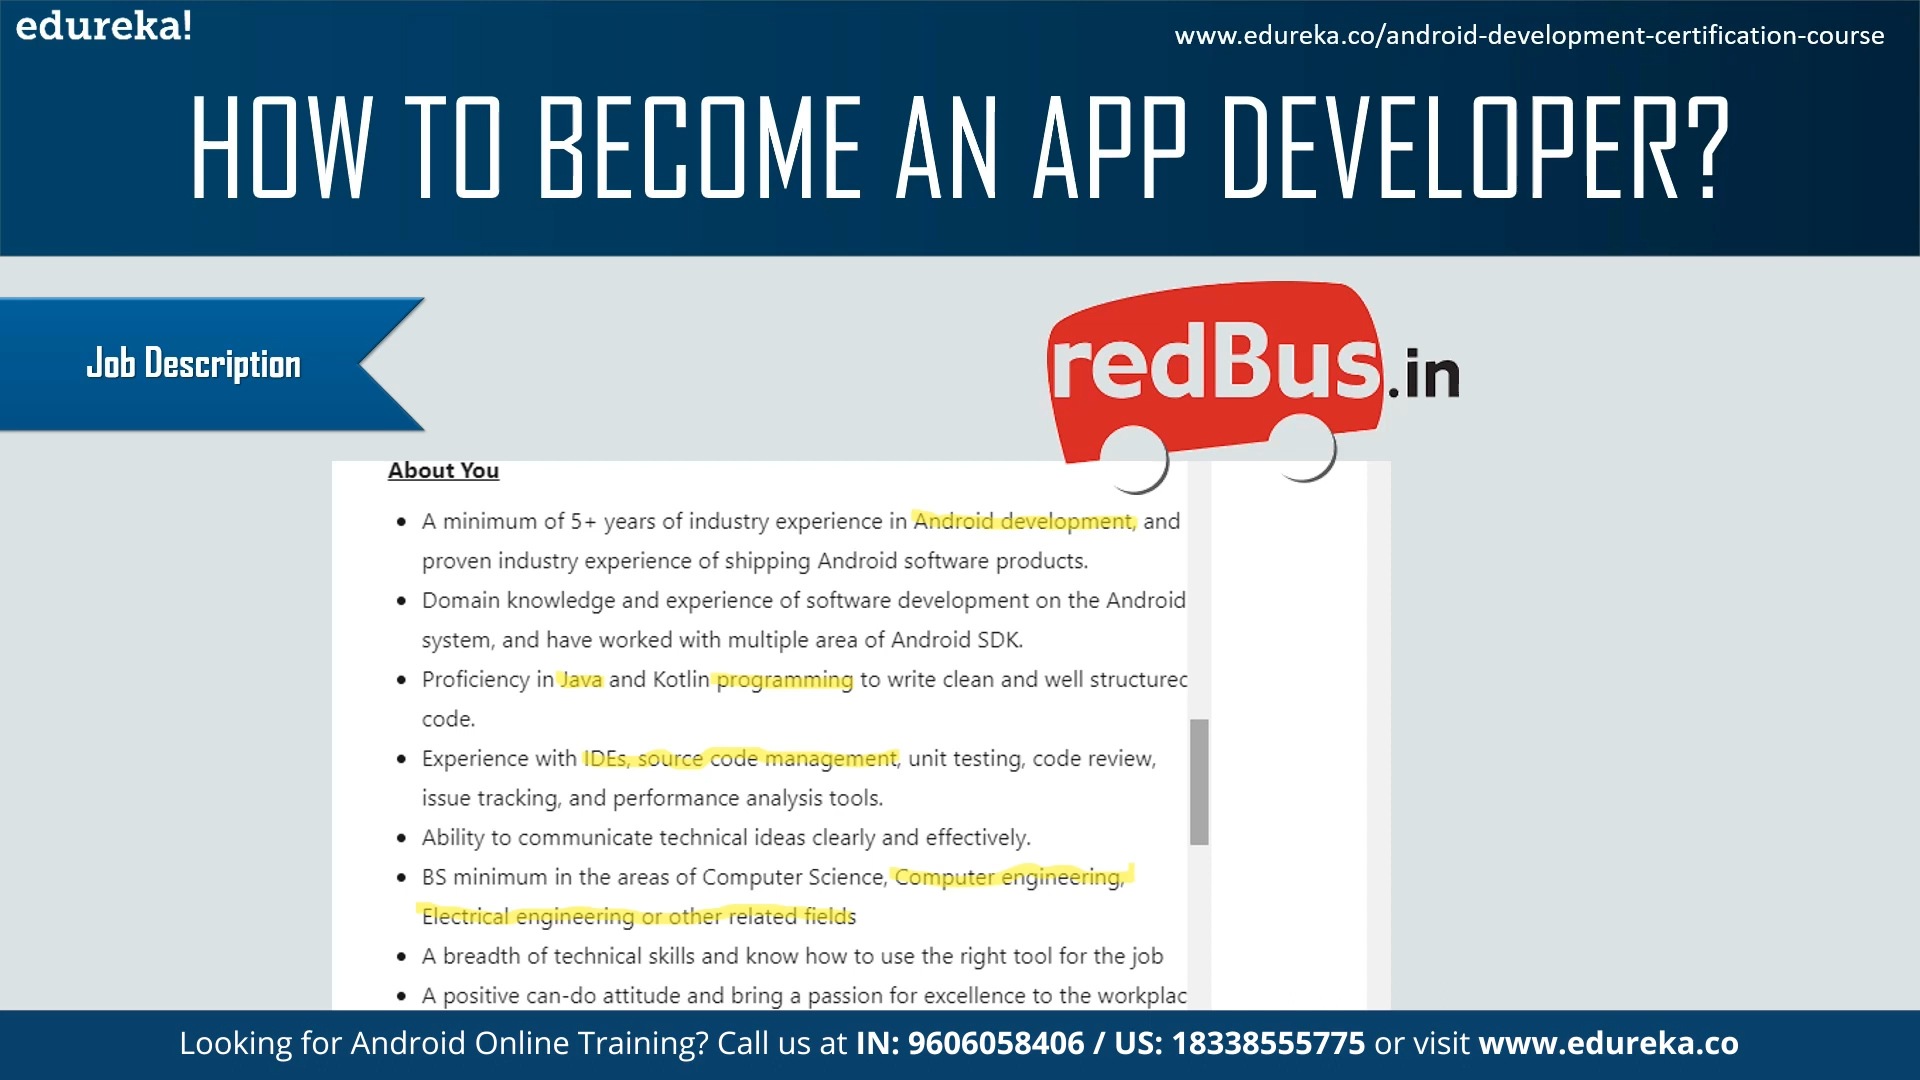 edureka!
www.edureka.co/android-development-certification-course
HOW TO BECOME AN APP DEVELOPER?
Job Description
redBus.in
About You
• A minimum of 5+ years of industry experience in Android development, and
proven industry experience of shipping Android software products.
• Domain knowledge and experience of software development on the Android
system, and have worked with multiple area of Android SDK.
• Proficiency in Java and Kotlin programming to write clean and well structured
code.
• Experience with IDEs, source code management, unit testing, code review,
issue tracking, and performance analysis tools.
• Ability to communicate technical ideas clearly and effectively.
• BS minimum in the areas of Computer Science, Computer engineering,
Electrical engineering or other related fields
• A breadth of technical skills and know how to use the right tool for the job
• A positive can-do attitude and bring a passion for excellence to the workplac
Looking for Android Online Training? Call us at IN: 9606058406 / US: 18338555775 or visit www.edureka.co